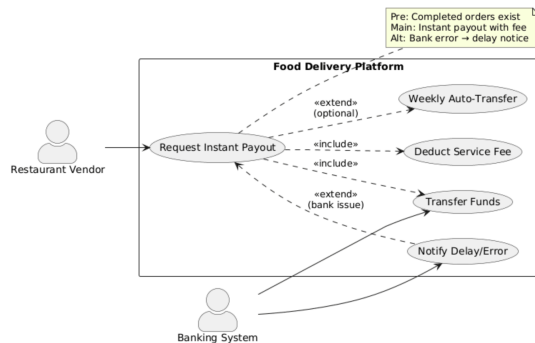 Pre: Completed orders exist
Main: Instant payout with fee
Alt: Bank error → delay notice
Food Delivery Platform
«extend»
(optional)
Weekly Auto-Transfer
Request Instant Payout
«include»
Deduct Service Fee
«include»
Restaurant Vendor
«extend»
(bank issue)
Transfer Funds
Notify Delay/Error
Banking System